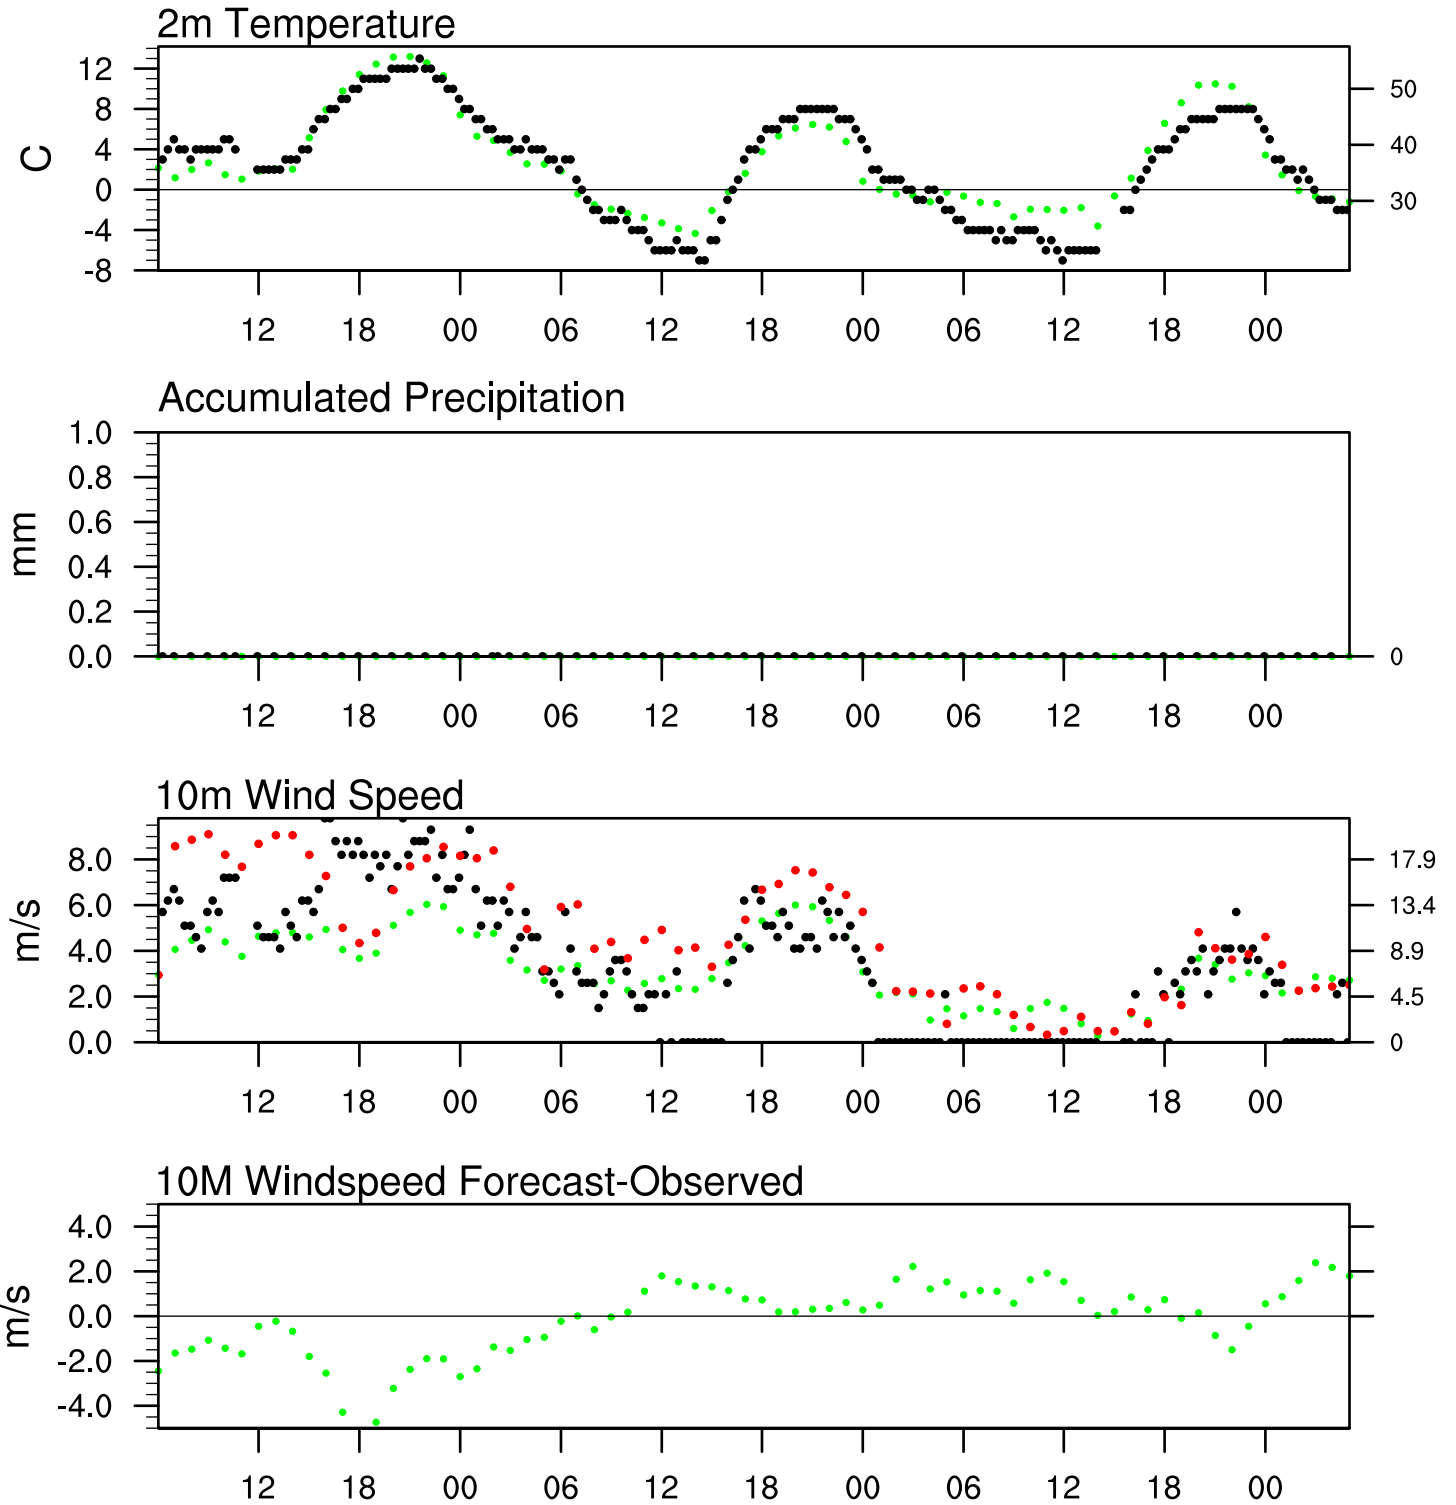 2m Temperature
C
12
8
4
0
-4
-8
50
40
30
12 18 00 06 12 18 00 06 12 18 00
Accumulated Precipitation
mm
1.0
0.8
0.6
0.4
0.2
0.0
0
12 18 00 06 12 18 00 06 12 18 00
10m Wind Speed
m/s
8.0
6.0
4.0
2.0
0.0
17.9
13.4
8.9
4.5
0
12 18 00 06 12 18 00 06 12 18 00
10M Windspeed Forecast-Observed
m/s
4.0
2.0
0.0
-2.0
-4.0
12 18 00 06 12 18 00 06 12 18 00